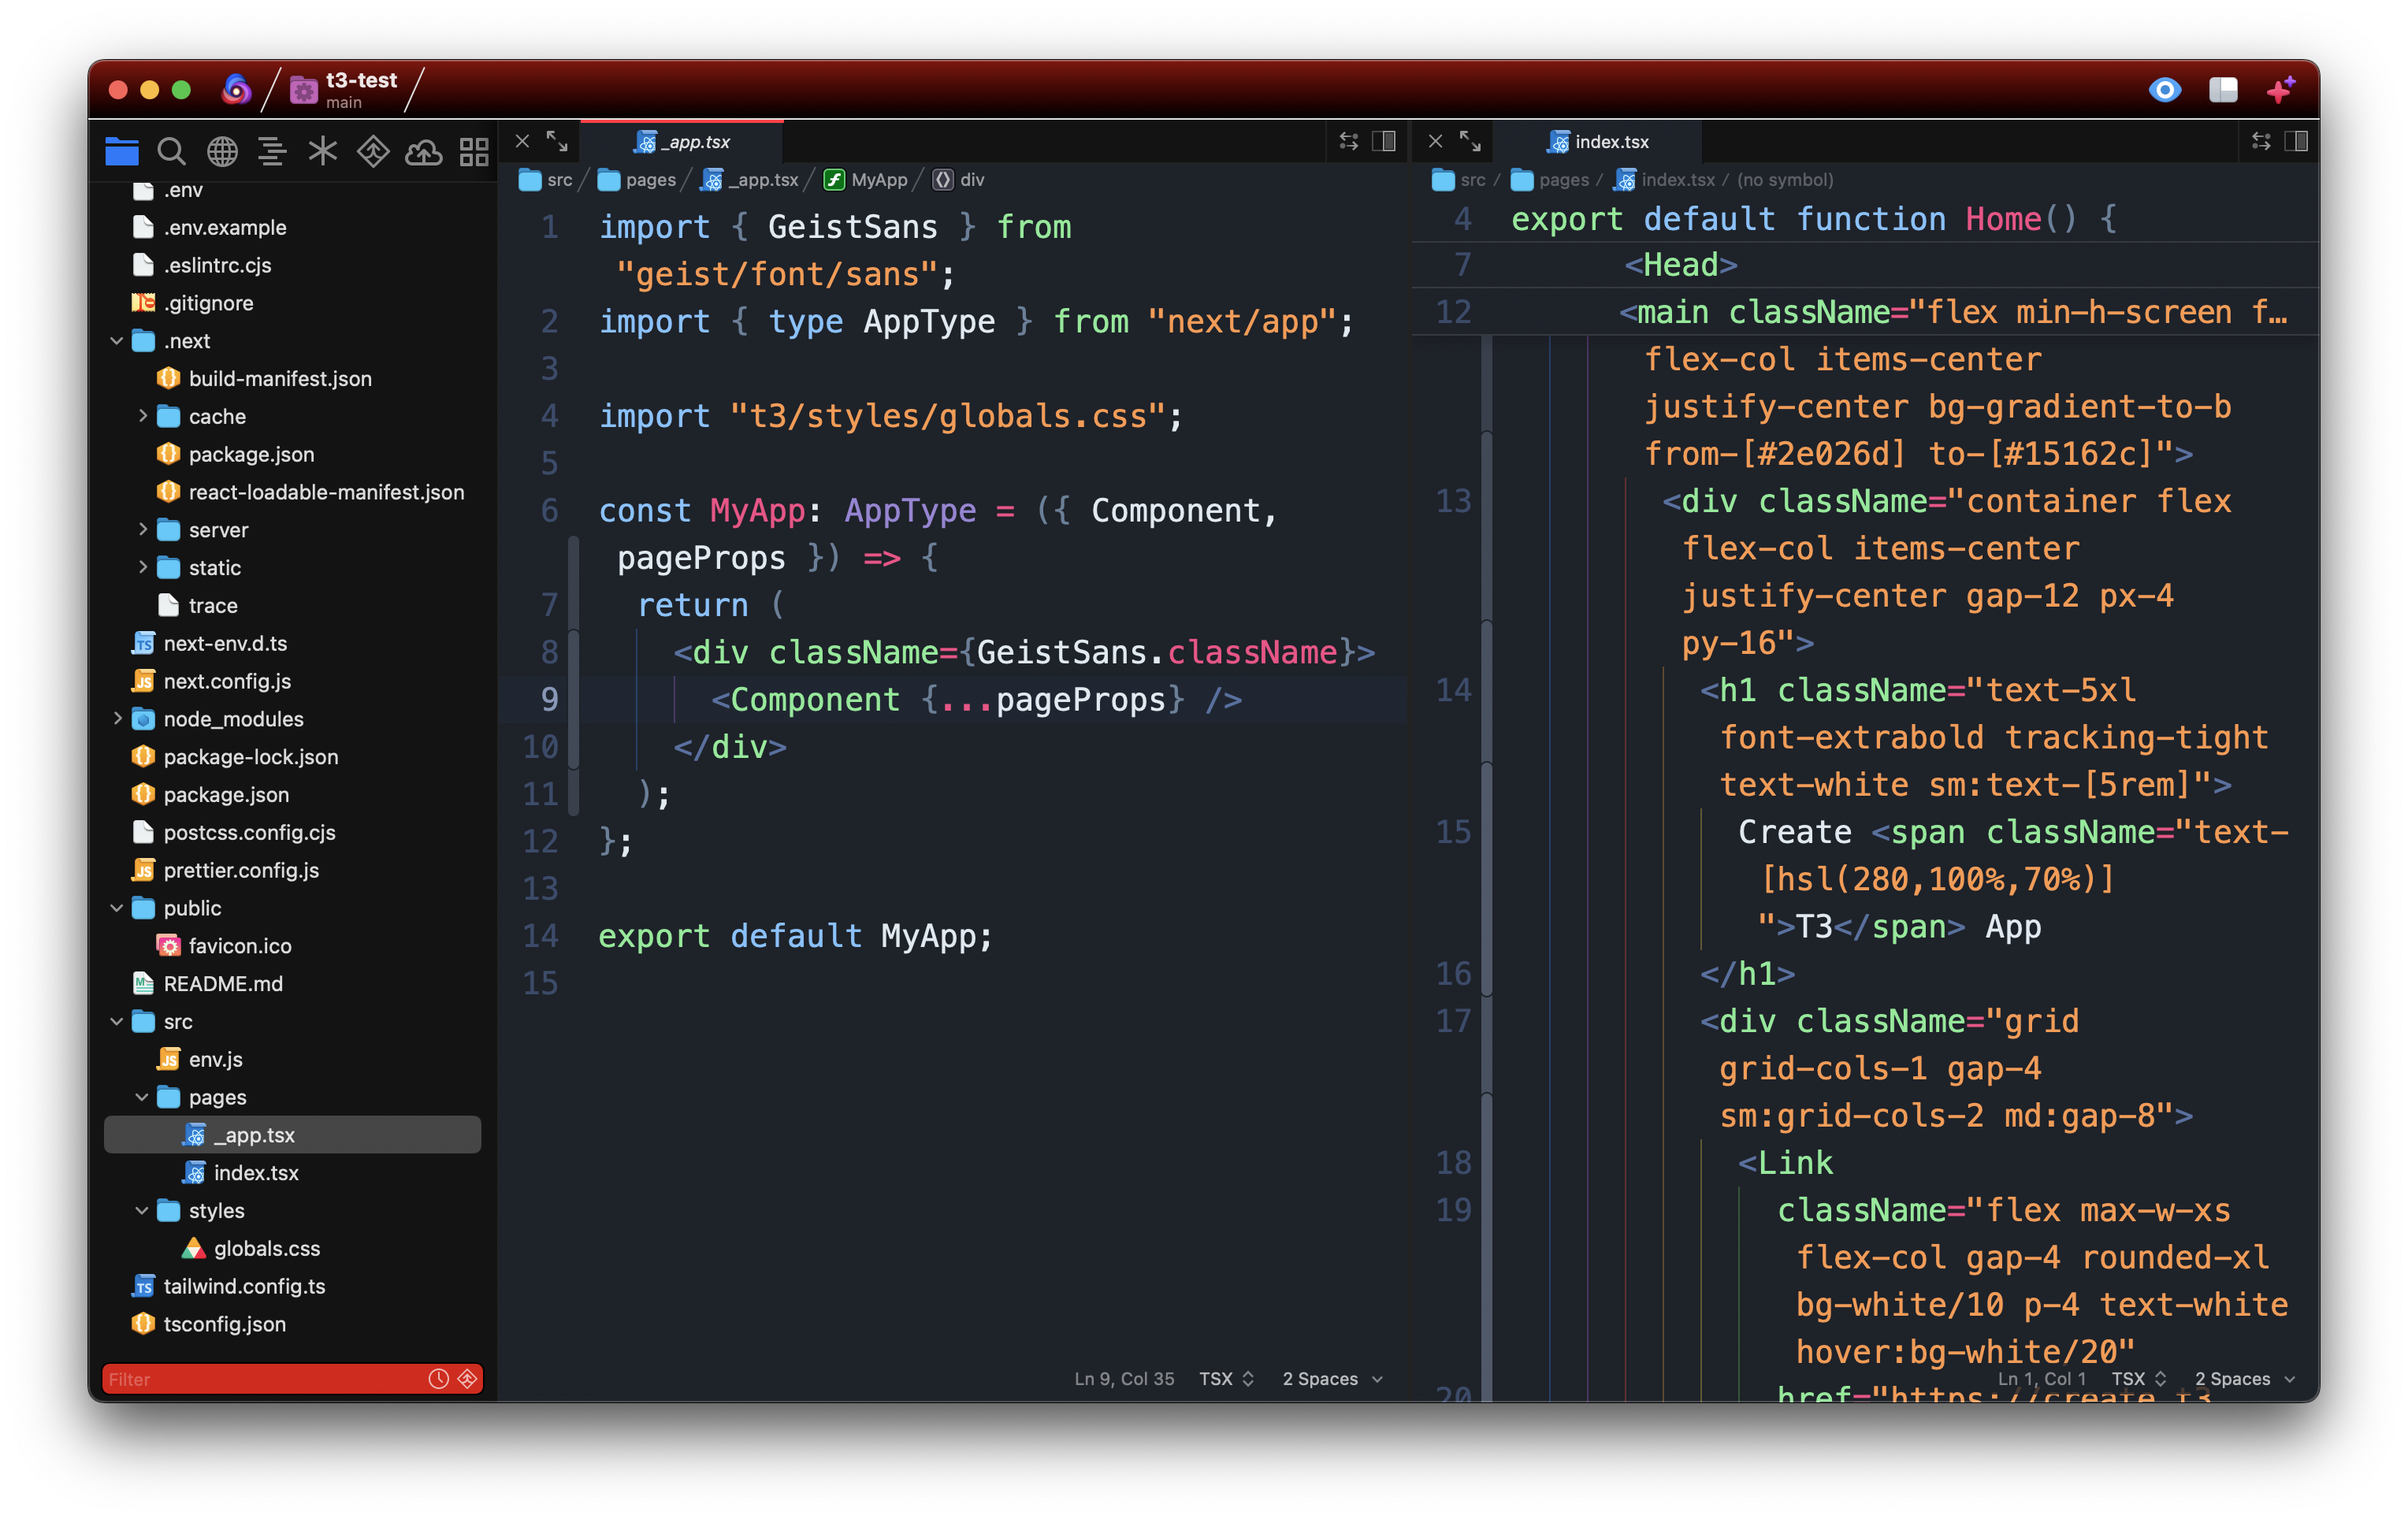 t3-test
main
.env
.env.example
.eslintrc.cjs
.gitignore
.next
build-manifest.json
cache
package.json
react-loadable-manifest.json
server
static
trace
next-env.d.ts
next.config.js
node_modules
package-lock.json
package.json
postcss.config.cjs
prettier.config.js
public
favicon.ico
README.md
src
env.js
pages
_app.tsx
index.tsx
styles
globals.css
tailwind.config.ts
tsconfig.json
Filter
_app.tsx
src / pages / _app.tsx / MyApp / div
1 import { GeistSans } from
"geist/font/sans";
2 import { type AppType } from "next/app";
3
4 import "t3/styles/globals.css";
5
6 const MyApp: AppType = ({ Component,
pageProps }) => {
7 return (
8 <div className={GeistSans.className}>
9 <Component {...pageProps} />
10 </div>
11 );
12 };
13
14 export default MyApp;
15
Ln 9, Col 35 TSX 2 Spaces
index.tsx
src / pages / index.tsx / (no symbol)
4 export default function Home() {
7 <Head>
12 <main className="flex min-h-screen f…
flex-col items-center
justify-center bg-gradient-to-b
from-[#2e026d] to-[#15162c]">
13 <div className="container flex
flex-col items-center
justify-center gap-12 px-4
py-16">
14 <h1 className="text-5xl
font-extrabold tracking-tight
text-white sm:text-[5rem]">
15 Create <span className="text-
[hsl(280,100%,70%)]
">T3</span> App
16 </h1>
17 <div className="grid
grid-cols-1 gap-4
sm:grid-cols-2 md:gap-8">
18 <Link
19 className="flex max-w-xs
flex-col gap-4 rounded-xl
bg-white/10 p-4 text-white
hover:bg-white/20"
20 href="https://create.t3
Ln 1, Col 1 TSX 2 Spaces